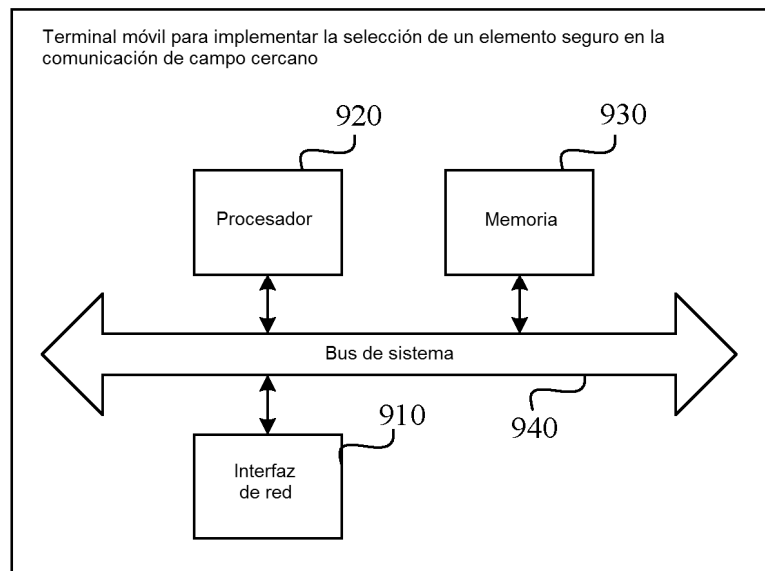 Terminal móvil para implementar la selección de un elemento seguro en la
comunicación de campo cercano
920
930
Procesador
Memoria
Bus de sistema
910
940
Interfaz
de red